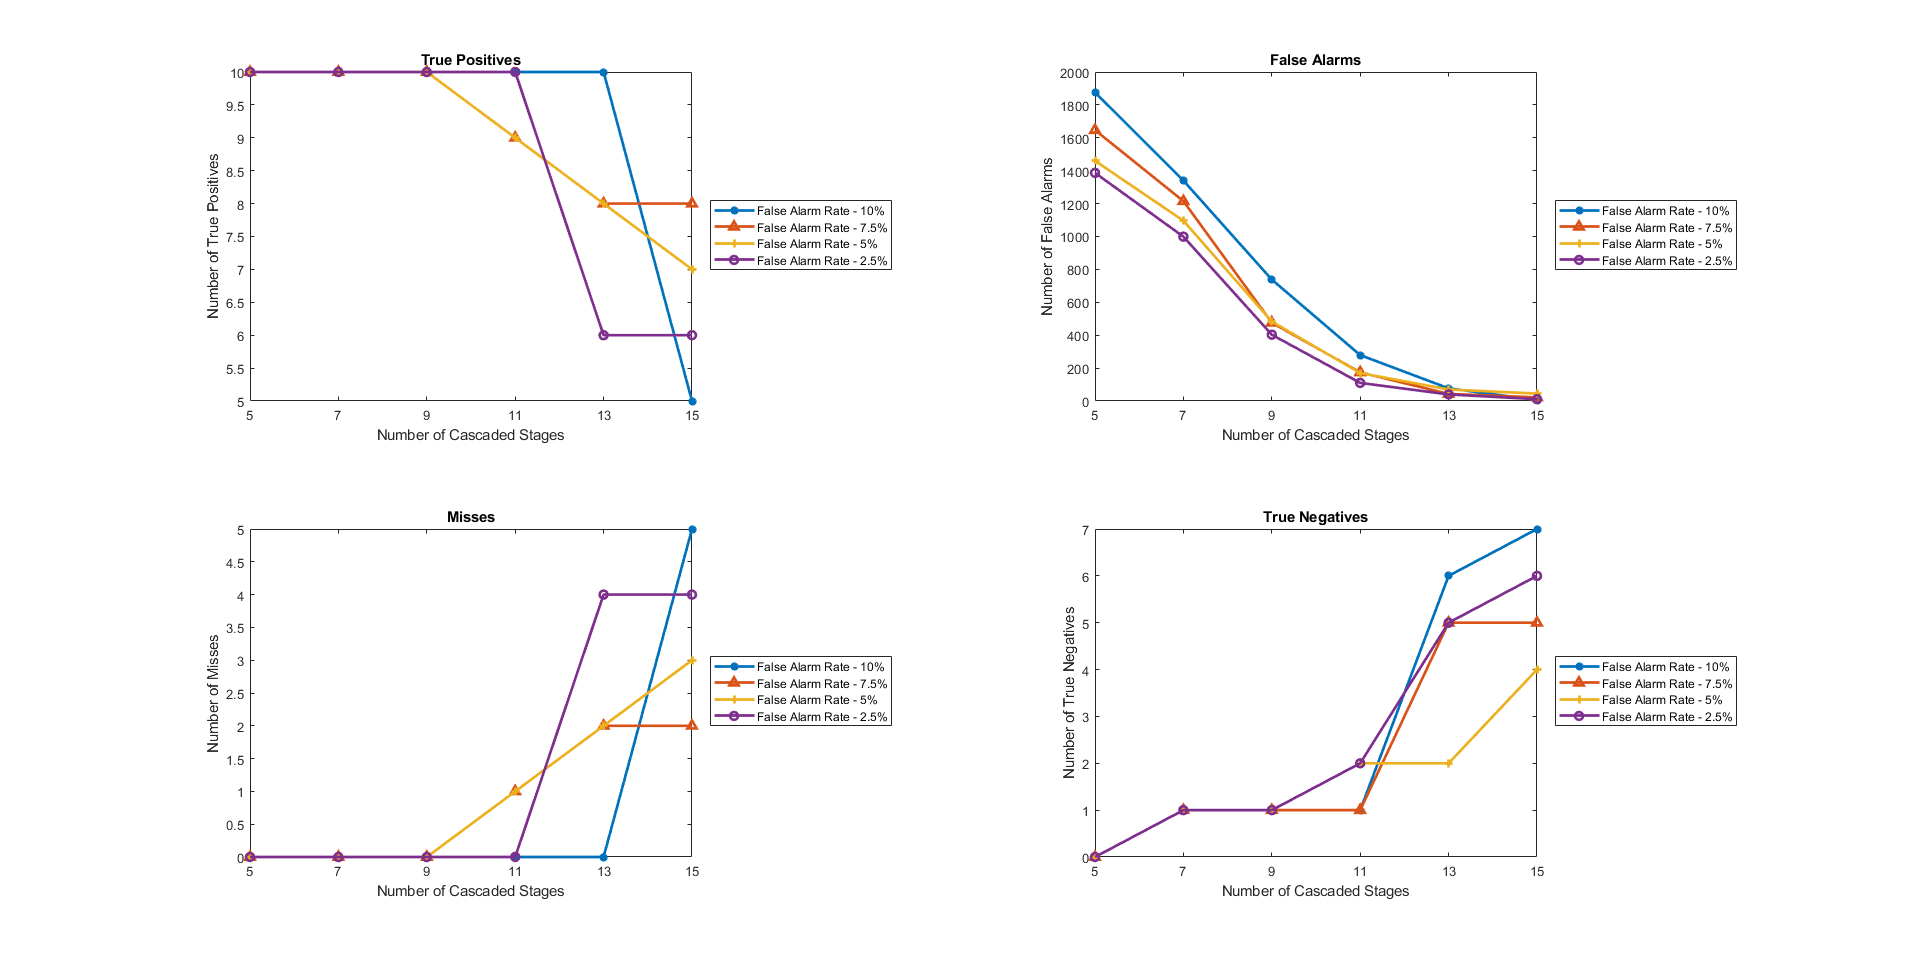 True Positives
10
9.5
9
8.5
8
7.5
7
6.5
6
5.5
5
Number of True Positives
5 7 9 11 13 15
Number of Cascaded Stages
False Alarm Rate - 10%
False Alarm Rate - 7.5%
False Alarm Rate - 5%
False Alarm Rate - 2.5%
False Alarms
2000
1800
1600
1400
1200
1000
800
600
400
200
0
Number of False Alarms
5 7 9 11 13 15
Number of Cascaded Stages
False Alarm Rate - 10%
False Alarm Rate - 7.5%
False Alarm Rate - 5%
False Alarm Rate - 2.5%
Misses
5
4.5
4
3.5
3
2.5
2
1.5
1
0.5
0
Number of Misses
5 7 9 11 13 15
Number of Cascaded Stages
False Alarm Rate - 10%
False Alarm Rate - 7.5%
False Alarm Rate - 5%
False Alarm Rate - 2.5%
True Negatives
7
6
5
4
3
2
1
0
Number of True Negatives
5 7 9 11 13 15
Number of Cascaded Stages
False Alarm Rate - 10%
False Alarm Rate - 7.5%
False Alarm Rate - 5%
False Alarm Rate - 2.5%